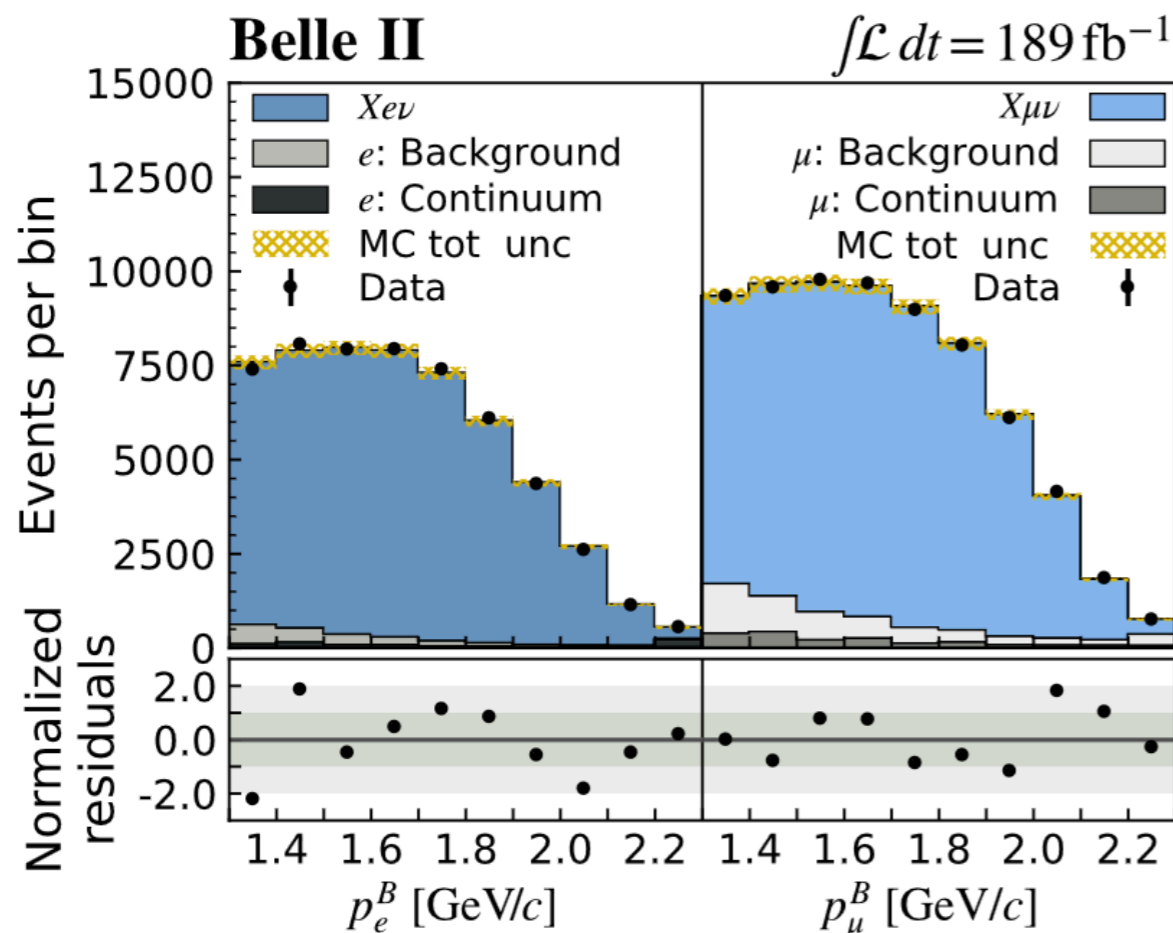 Belle II ∫ℒ dt = 189 fb⁻¹
15000
12500
10000
7500
5000
2500
0
Events per bin
Xeν
e: Background
e: Continuum
MC tot unc
Data
Xμν
μ: Background
μ: Continuum
MC tot unc
Data
Normalized
residuals
2.0
0.0
-2.0
1.4 1.6 1.8 2.0 2.2 1.4 1.6 1.8 2.0 2.2
p_e^B [GeV/c] p_μ^B [GeV/c]